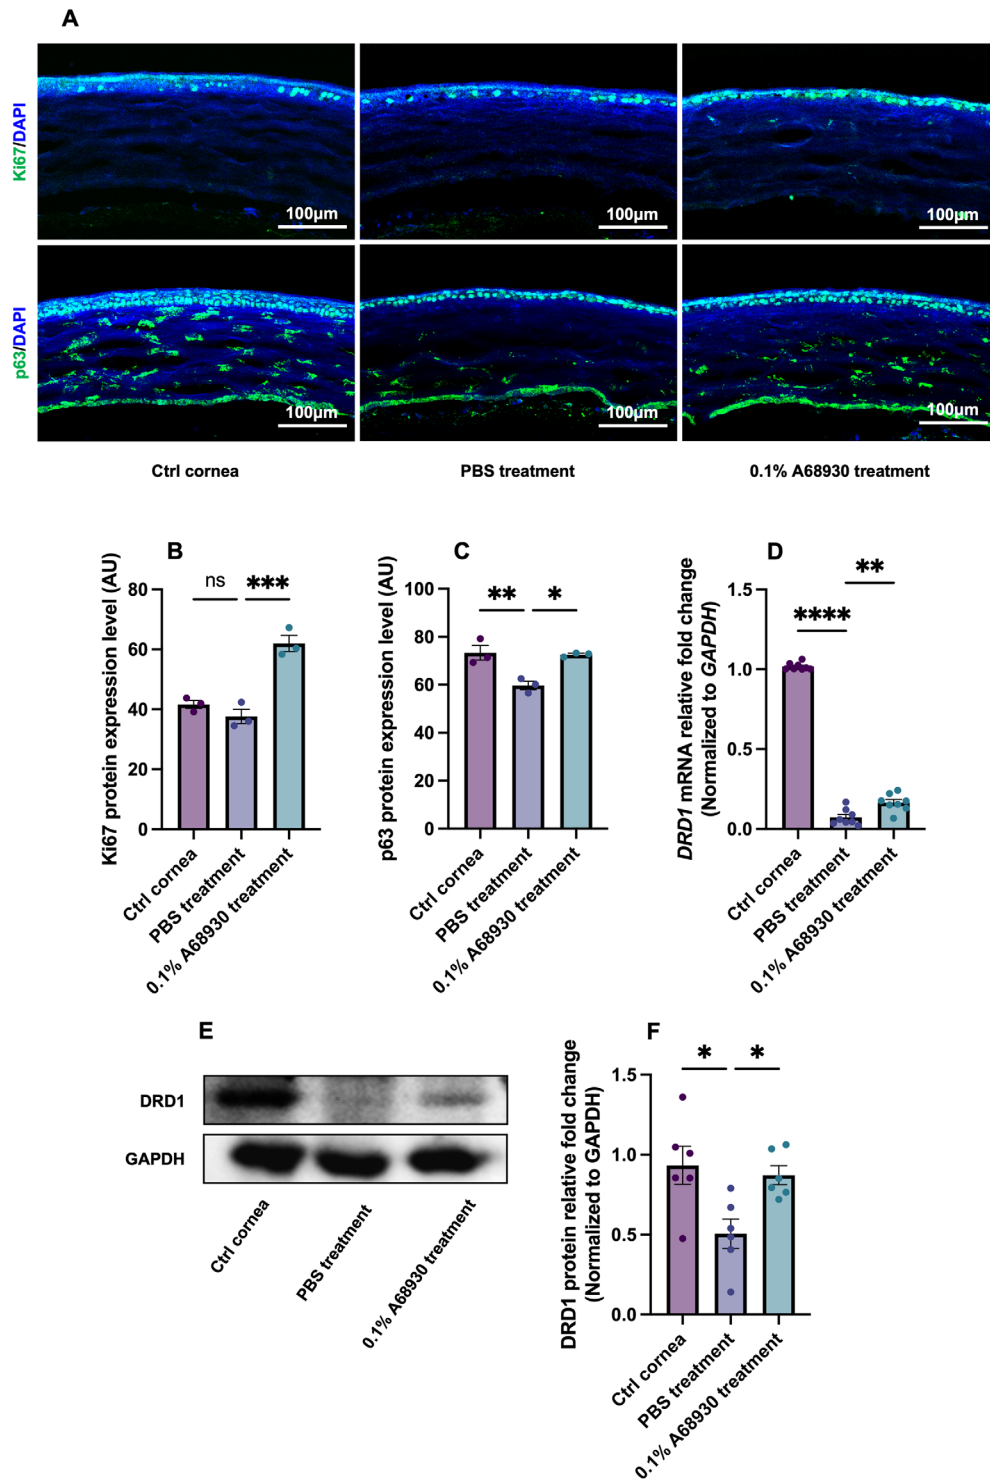 A
Ki67/DAPI
100μm
100μm
100μm
p63/DAPI
100μm
100μm
100μm
Ctrl cornea
PBS treatment
0.1% A68930 treatment
B
Ki67 protein expression level (AU)
ns
***
80
60
40
20
0
Ctrl cornea
PBS treatment
0.1% A68930 treatment
C
p63 protein expression level (AU)
**
*
100
80
60
40
20
0
Ctrl cornea
PBS treatment
0.1% A68930 treatment
D
DRD1 mRNA relative fold change
(Normalized to GAPDH)
****
**
1.5
1.0
0.5
0.0
Ctrl cornea
PBS treatment
0.1% A68930 treatment
E
DRD1
GAPDH
Ctrl cornea
PBS treatment
0.1% A68930 treatment
F
DRD1 protein relative fold change
(Normalized to GAPDH)
*
*
1.5
1.0
0.5
0.0
Ctrl cornea
PBS treatment
0.1% A68930 treatment